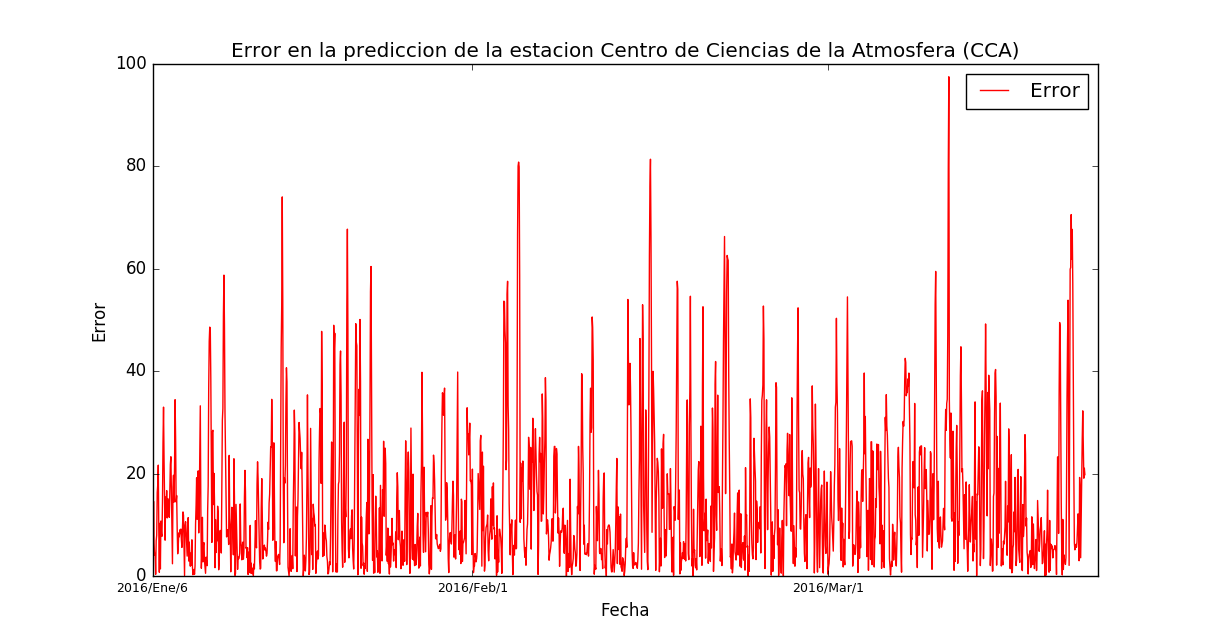 Error en la prediccion de la estacion Centro de Ciencias de la Atmosfera (CCA)
100
80
60
40
20
0
Error
Error
2016/Ene/6
2016/Feb/1
2016/Mar/1
Fecha